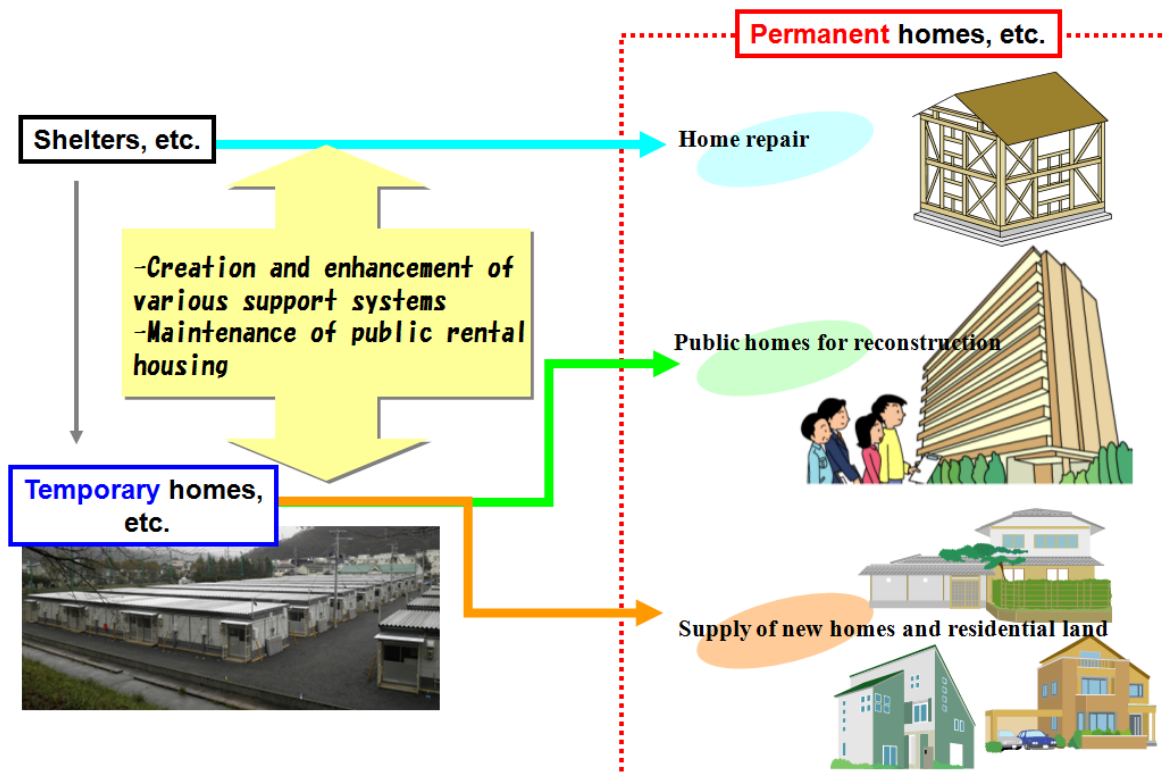 Permanent homes, etc.
Shelters, etc.
Home repair
-Creation and enhancement of
various support systems
-Maintenance of public rental
housing
Public homes for reconstruction
Temporary homes,
etc.
Supply of new homes and residential land